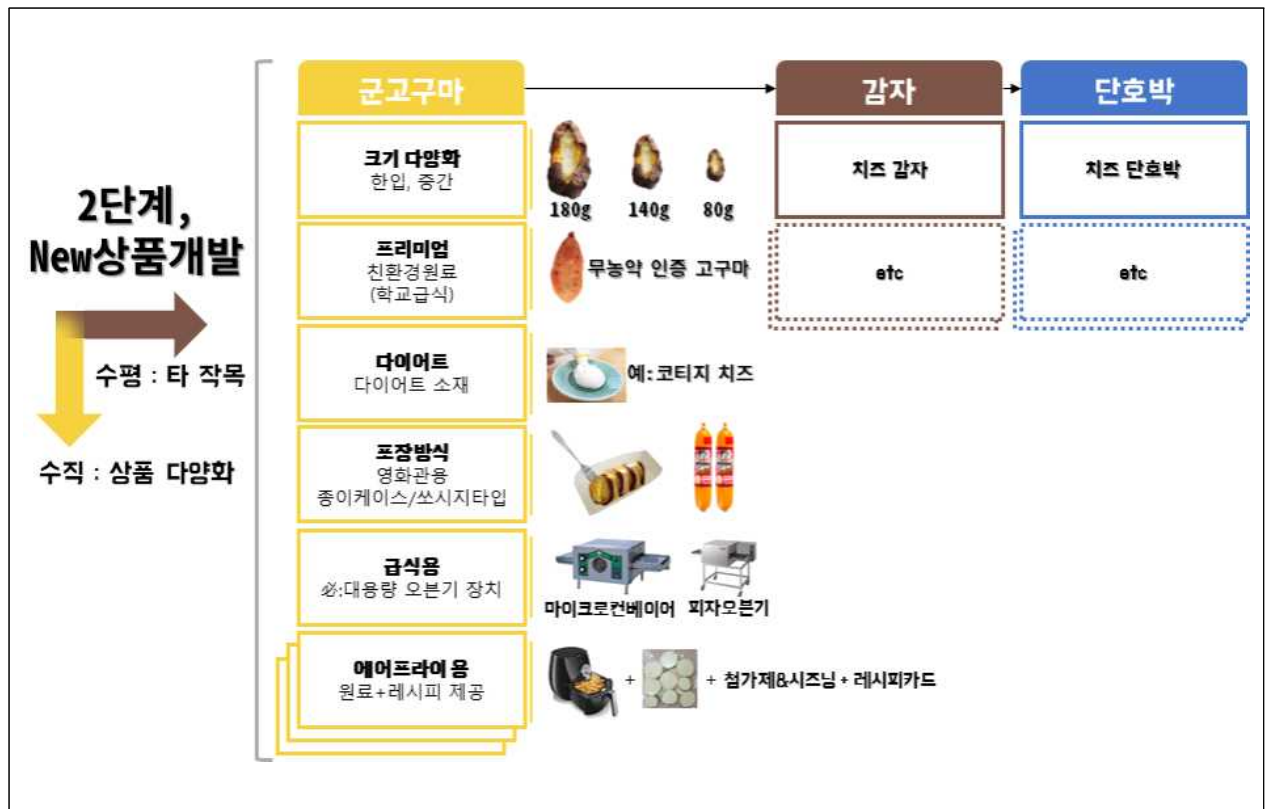 2단계,
New상품개발
수평 : 타 작목
수직 : 상품 다양화
군고구마
감자
단호박
크기 다양화
한입, 중간
180g 140g 80g
치즈 감자
치즈 단호박
프리미엄
친환경원료
(학교급식)
무농약 인증 고구마
etc
etc
다이어트
다이어트 소재
예:코티지 치즈
포장방식
영화관용
종이케이스/쏘시지타입
급식용
必:대용량 오븐기 장치
마이크로컨베이어 피자오븐기
에어프라이 용
원료+레시피 제공
+ + 첨가제&시즈닝 + 레시피카드